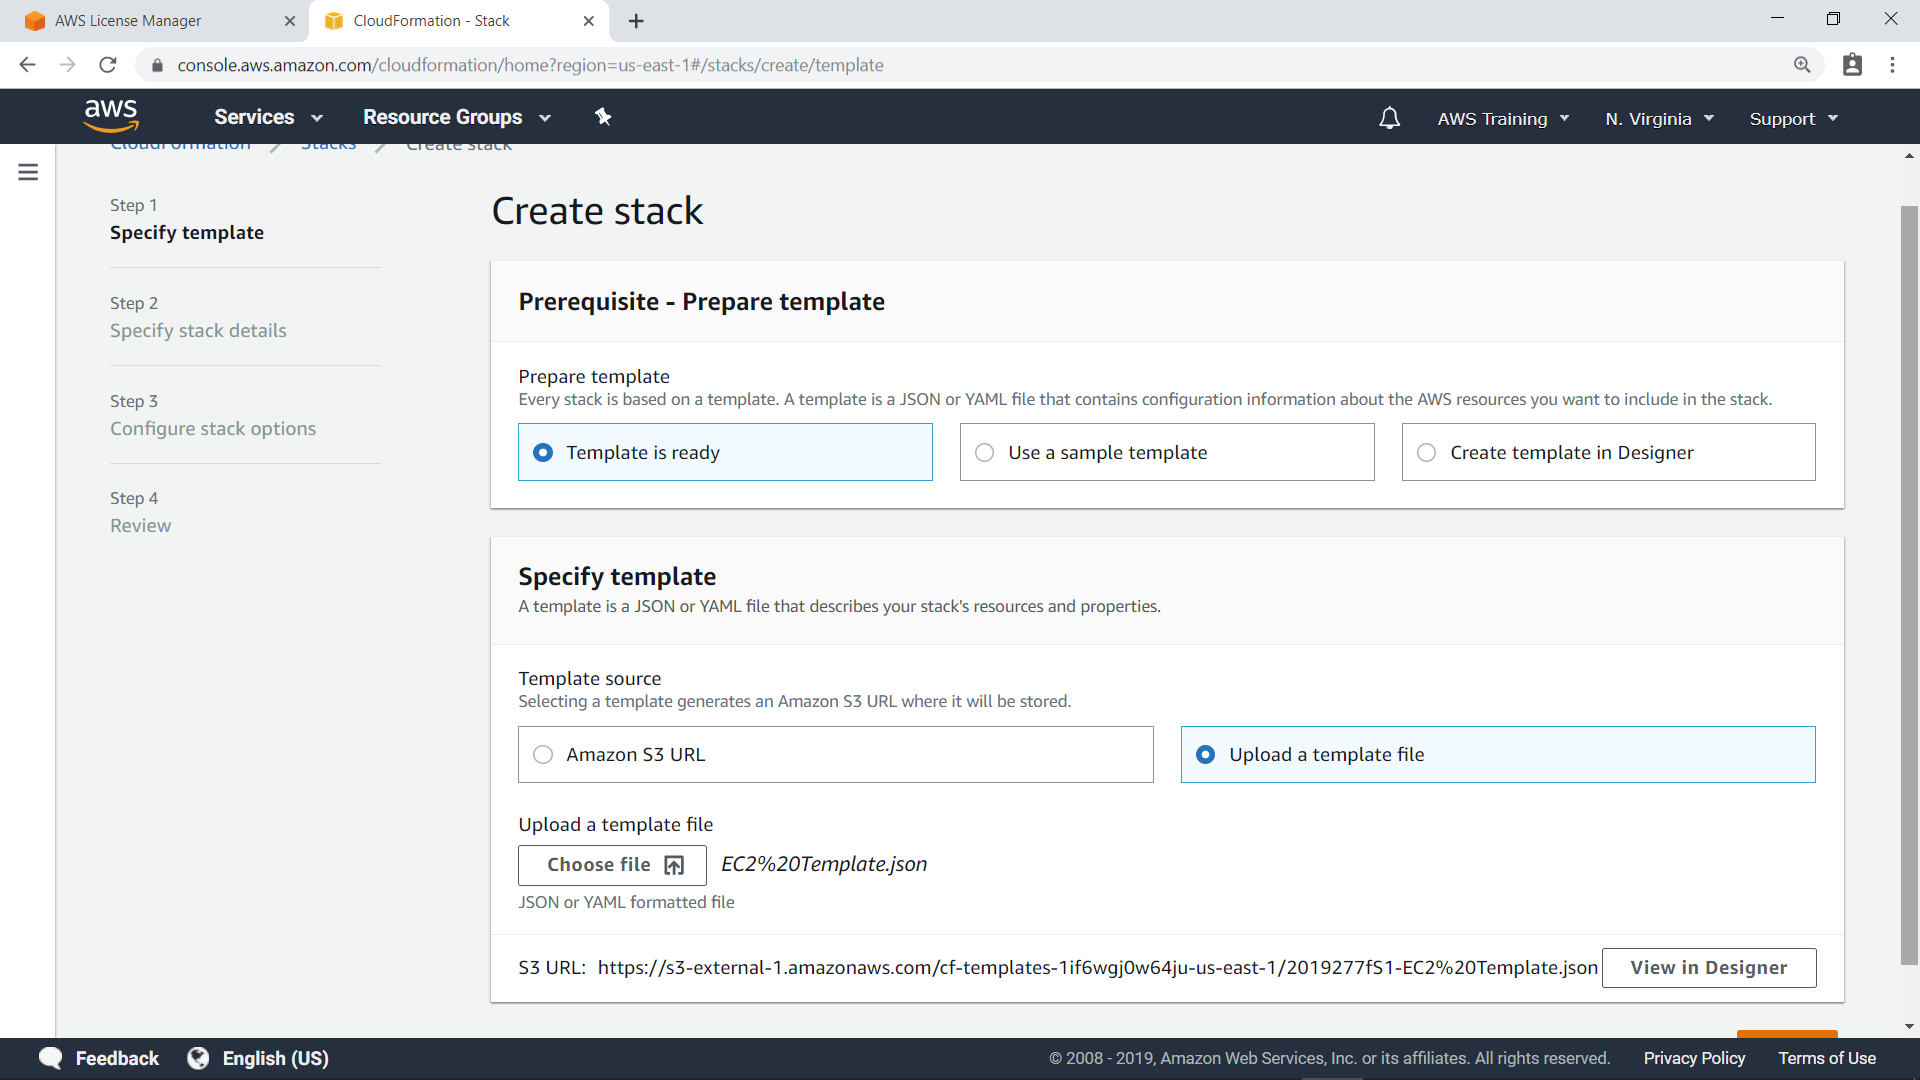 AWS License Manager
CloudFormation - Stack
console.aws.amazon.com/cloudformation/home?region=us-east-1#/stacks/create/template
aws
Services
Resource Groups
AWS Training
N. Virginia
Support
CloudFormation
Stacks
Create stack
Step 1
Specify template
Step 2
Specify stack details
Step 3
Configure stack options
Step 4
Review
Create stack
Prerequisite - Prepare template
Prepare template
Every stack is based on a template. A template is a JSON or YAML file that contains configuration information about the AWS resources you want to include in the stack.
Template is ready
Use a sample template
Create template in Designer
Specify template
A template is a JSON or YAML file that describes your stack's resources and properties.
Template source
Selecting a template generates an Amazon S3 URL where it will be stored.
Amazon S3 URL
Upload a template file
Upload a template file
Choose file
EC2%20Template.json
JSON or YAML formatted file
S3 URL: https://s3-external-1.amazonaws.com/cf-templates-1if6wgj0w64ju-us-east-1/2019277fS1-EC2%20Template.json
View in Designer
Feedback
English (US)
© 2008 - 2019, Amazon Web Services, Inc. or its affiliates. All rights reserved.
Privacy Policy
Terms of Use